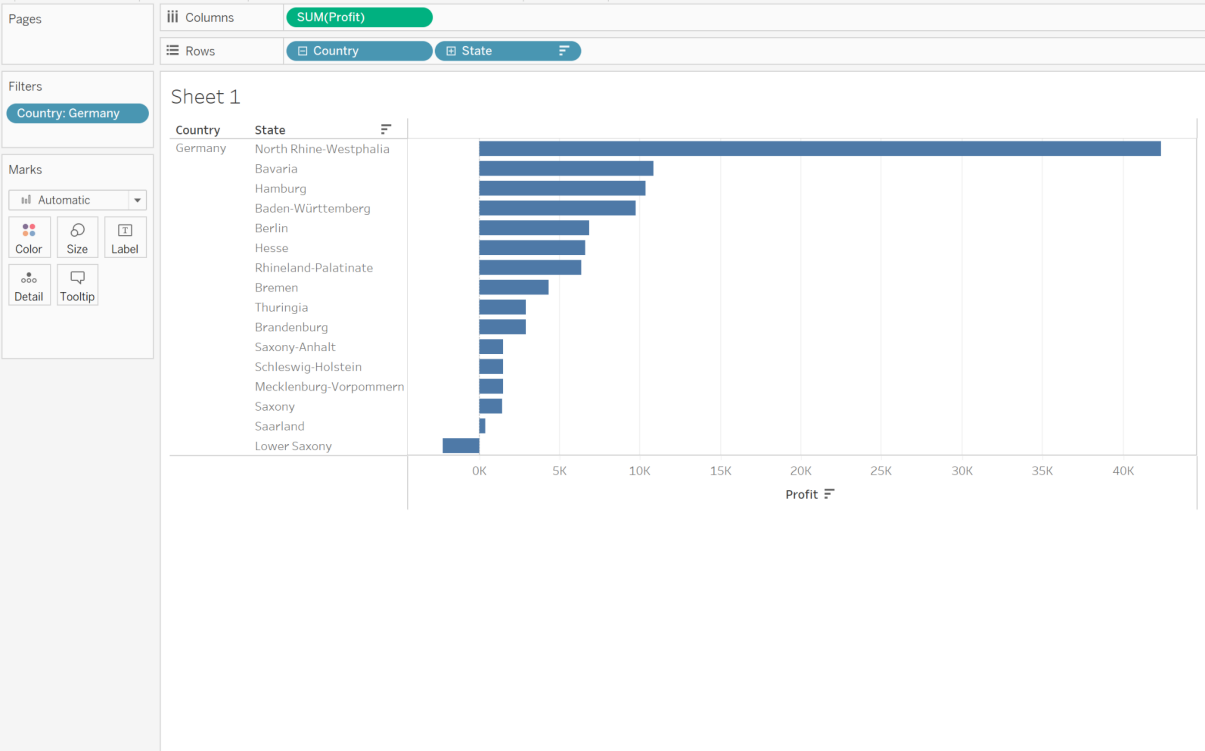 Pages
Columns
SUM(Profit)
Rows
Country
State
Filters
Country: Germany
Marks
Automatic
Color
Size
T
Label
Detail
Tooltip
Sheet 1
Country
State
Germany
North Rhine-Westphalia
Bavaria
Hamburg
Baden-Württemberg
Berlin
Hesse
Rhineland-Palatinate
Bremen
Thuringia
Brandenburg
Saxony-Anhalt
Schleswig-Holstein
Mecklenburg-Vorpommern
Saxony
Saarland
Lower Saxony
0K 5K 10K 15K 20K 25K 30K 35K 40K
Profit